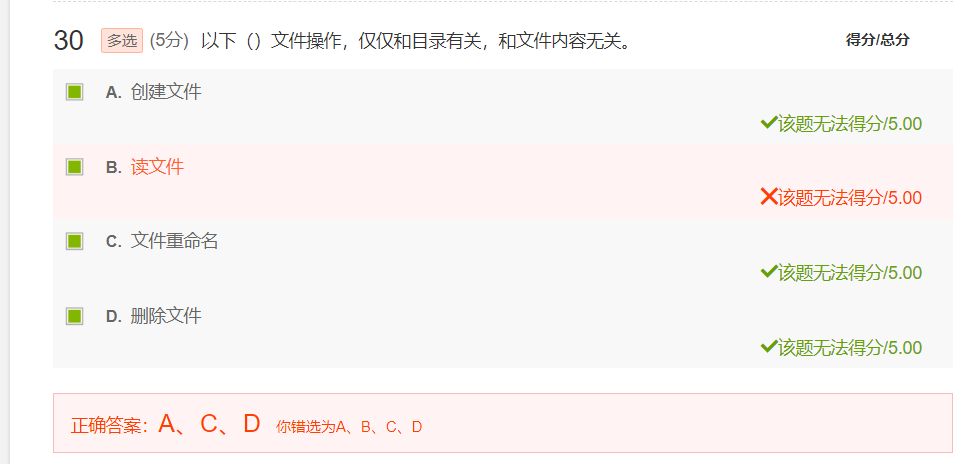 30 多选 (5分) 以下（）文件操作，仅仅和目录有关，和文件内容无关。 得分/总分
A. 创建文件
该题无法得分/5.00
B. 读文件
该题无法得分/5.00
C. 文件重命名
该题无法得分/5.00
D. 删除文件
该题无法得分/5.00
正确答案：A、C、D 你错选为A、B、C、D